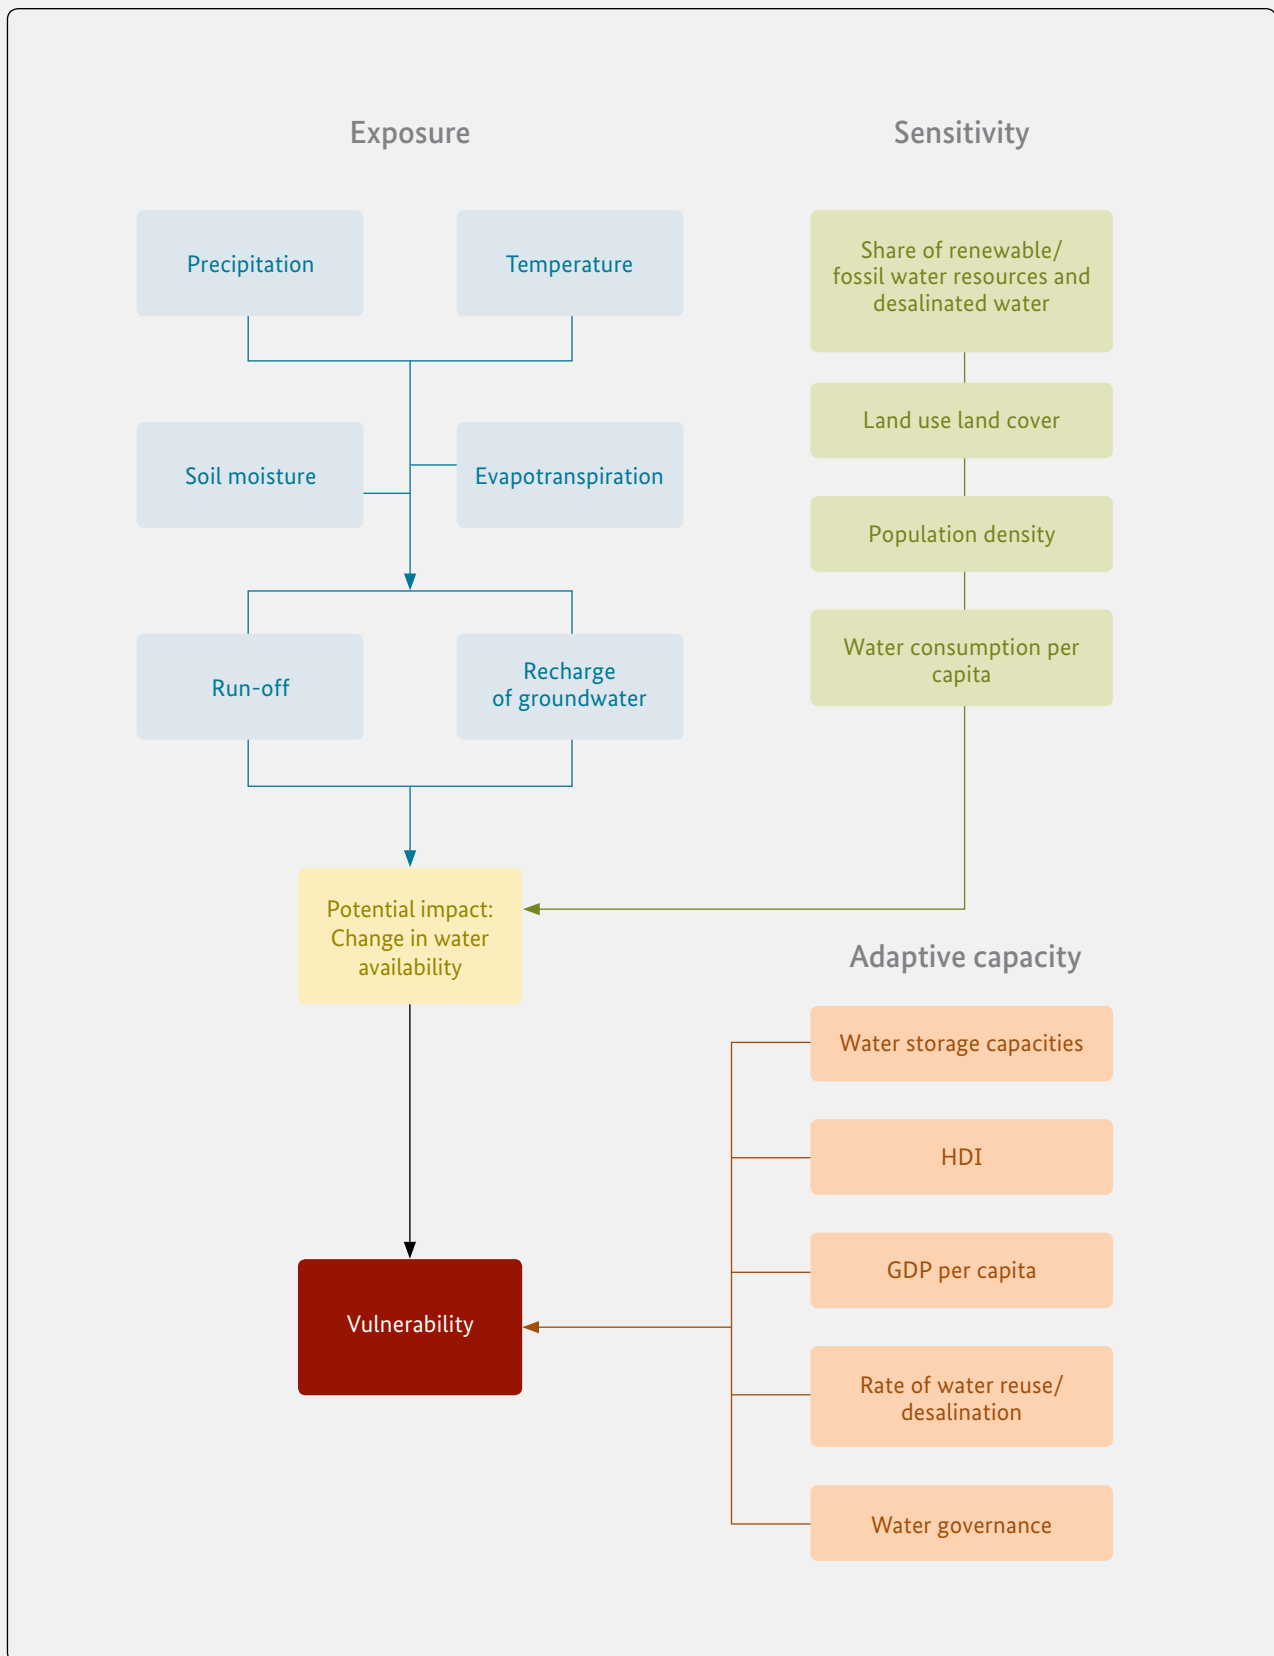 Exposure
Sensitivity
Precipitation
Temperature
Share of renewable/
fossil water resources and
desalinated water
Land use land cover
Soil moisture
Evapotranspiration
Population density
Run-off
Recharge
of groundwater
Water consumption per
capita
Potential impact:
Change in water
availability
Adaptive capacity
Water storage capacities
HDI
GDP per capita
Vulnerability
Rate of water reuse/
desalination
Water governance